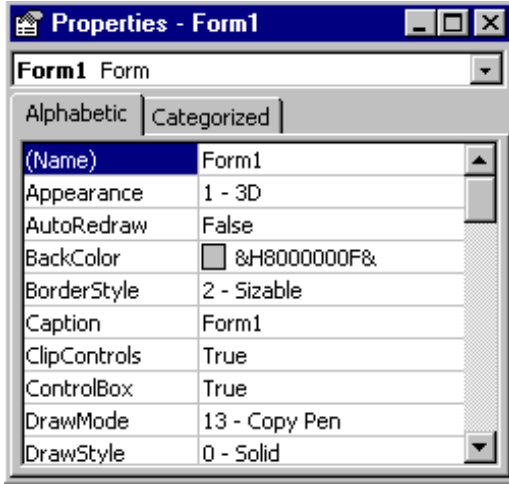 Properties - Form1
Form1 Form
Alphabetic Categorized
(Name) Form1
Appearance 1 - 3D
AutoRedraw False
BackColor &H8000000F&
BorderStyle 2 - Sizable
Caption Form1
ClipControls True
ControlBox True
DrawMode 13 - Copy Pen
DrawStyle 0 - Solid